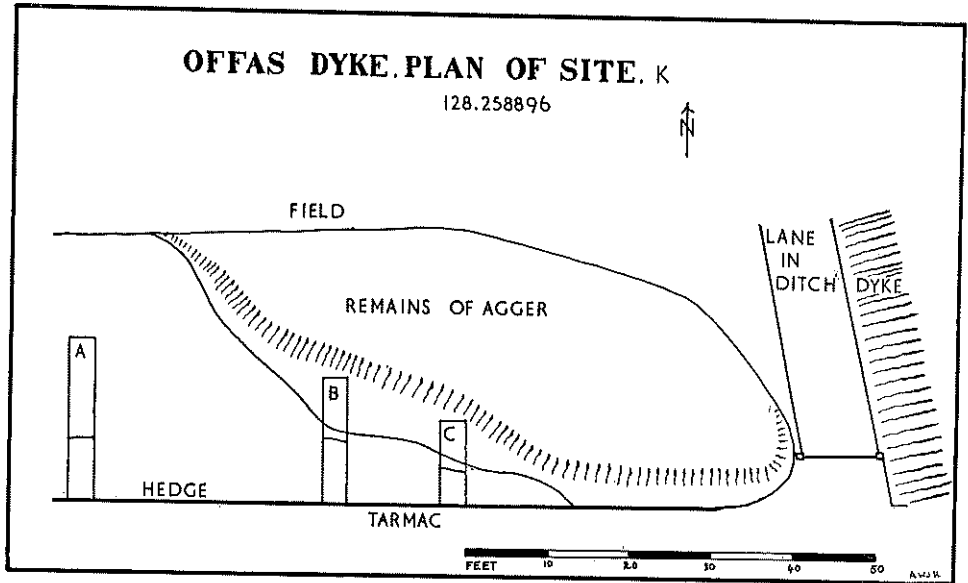 OFFAS DYKE. PLAN OF SITE. K
128.258896
N
FIELD
LANE
IN
DITCH
DYKE
REMAINS OF AGGER
A
B
C
HEDGE
TARMAC
FEET 10 20 30 40 50